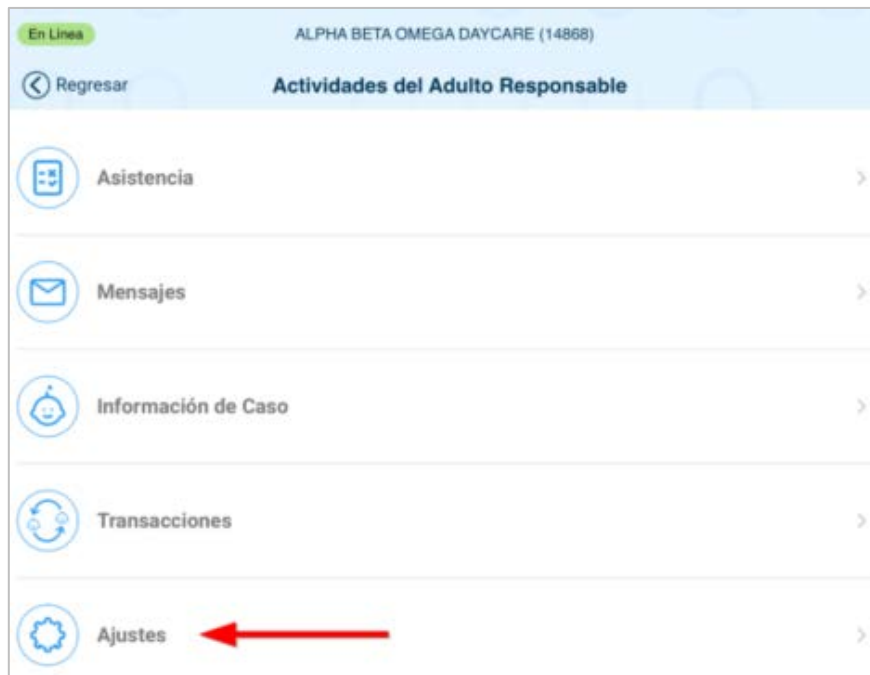 En Linea
ALPHA BETA OMEGA DAYCARE (14868)
Regresar
Actividades del Adulto Responsable
Asistencia
Mensajes
Información de Caso
Transacciones
Ajustes